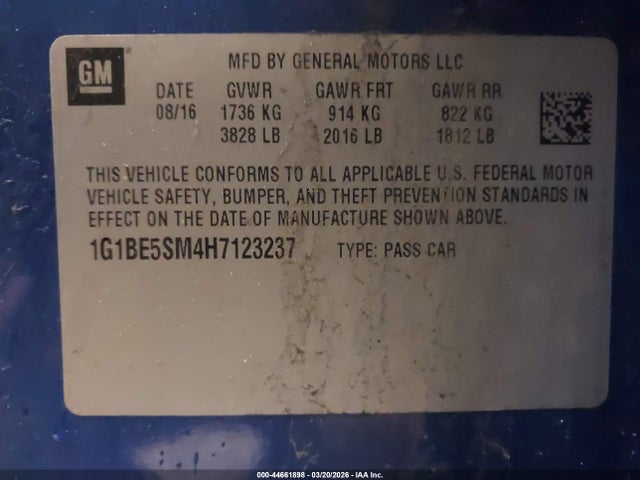 GM
MFD BY GENERAL MOTORS LLC
DATE GVWR GAWR FRT GAWR RR
08/16 1736 KG 914 KG 822 KG
3828 LB 2016 LB 1812 LB
THIS VEHICLE CONFORMS TO ALL APPLICABLE U.S. FEDERAL MOTOR
VEHICLE SAFETY, BUMPER, AND THEFT PREVENTION STANDARDS IN
EFFECT ON THE DATE OF MANUFACTURE SHOWN ABOVE.
1G1BE5SM4H7123237 TYPE: PASS CAR
000-44661898 - 03/20/2026 - IAA Inc.